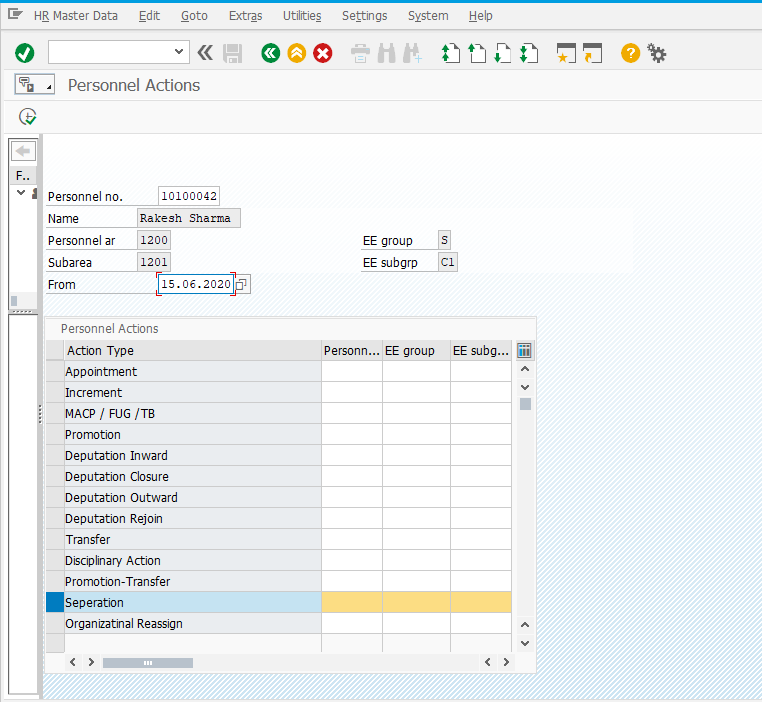 HR Master Data Edit Goto Extras Utilities Settings System Help
Personnel Actions
F..
Personnel no. 10100042
Name Rakesh Sharma
Personnel ar 1200 EE group S
Subarea 1201 EE subgrp C1
From 15.06.2020
Personnel Actions
Action Type Personn... EE group EE subg...
Appointment
Increment
MACP / FUG /TB
Promotion
Deputation Inward
Deputation Closure
Deputation Outward
Deputation Rejoin
Transfer
Disciplinary Action
Promotion-Transfer
Seperation
Organizatinal Reassign